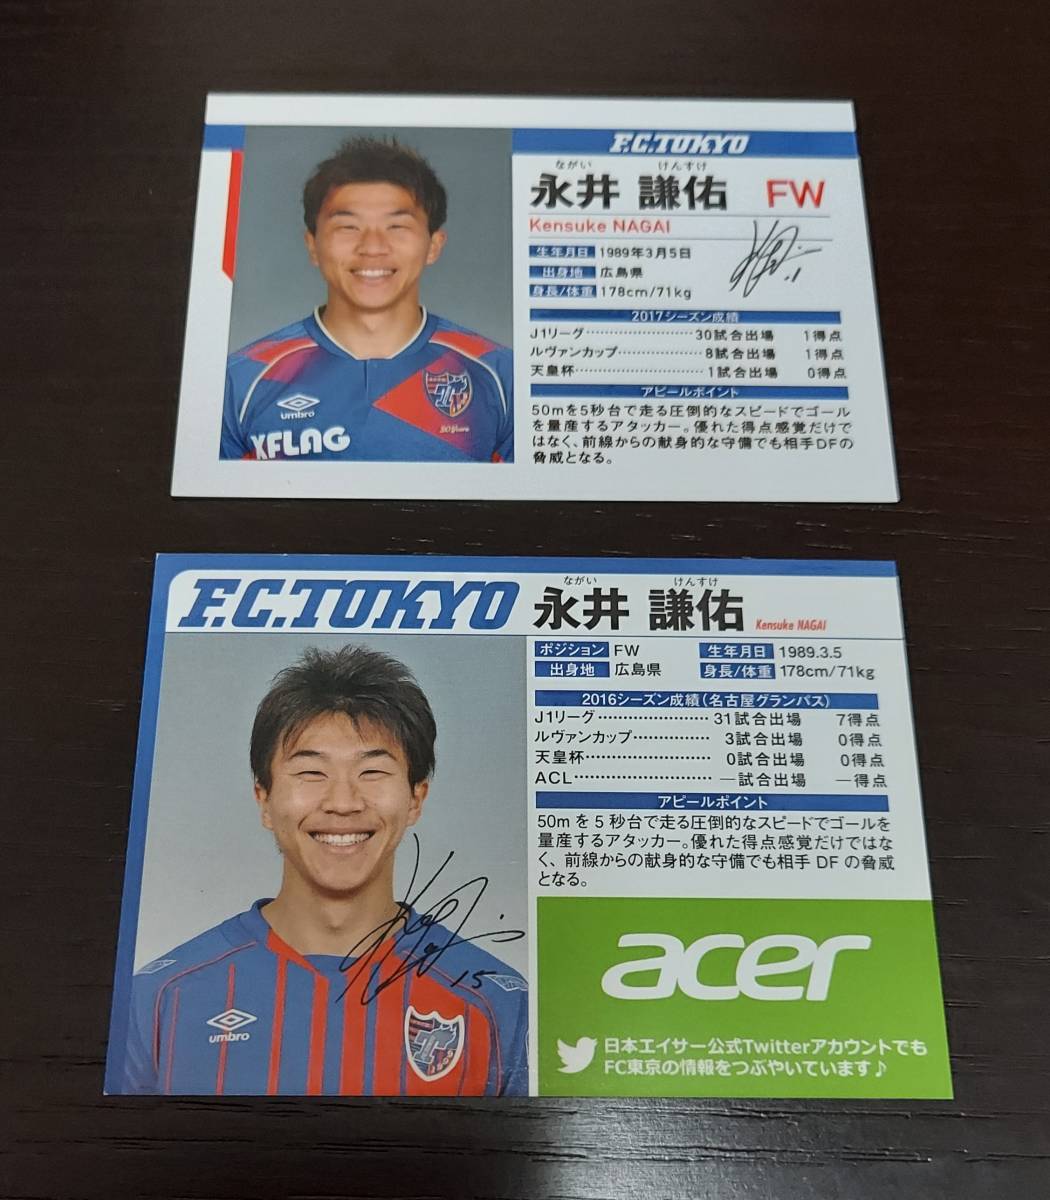 F.C.TOKYO
ながい けんすけ
永井 謙佑 FW
Kensuke NAGAI
生年月日 1989年3月5日
出身地 広島県
身長/体重 178cm/71kg
2017シーズン成績
J1リーグ……………………30試合出場 1得点
ルヴァンカップ………………8試合出場 1得点
天皇杯………………………1試合出場 0得点
アピールポイント
50mを5秒台で走る圧倒的なスピードでゴール
を量産するアタッカー。優れた得点感覚だけで
はなく、前線からの献身的な守備でも相手DFの
脅威となる。
umbro
XFLAG
F.C.TOKYO
ながい けんすけ
永井 謙佑 Kensuke NAGAI
ポジション FW 生年月日 1989.3.5
出身地 広島県 身長/体重 178cm/71kg
2016シーズン成績(名古屋グランパス)
J1リーグ……………………31試合出場 7得点
ルヴァンカップ……………3試合出場 0得点
天皇杯………………………0試合出場 0得点
ACL…………………………―試合出場 ―得点
アピールポイント
50mを5秒台で走る圧倒的なスピードでゴールを
量産するアタッカー。優れた得点感覚だけではな
く、前線からの献身的な守備でも相手DFの脅威
となる。
15
umbro
acer
日本エイサー公式Twitterアカウントでも
FC東京の情報をつぶやいています♪